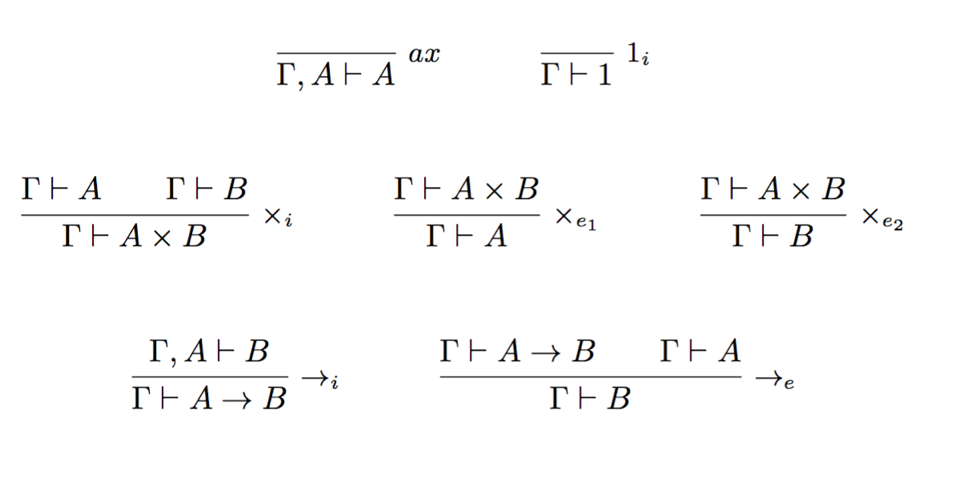 Γ, A ⊢ A ax    Γ ⊢ 1 1ᵢ
Γ ⊢ A    Γ ⊢ B    Γ ⊢ A × B    Γ ⊢ A × B
Γ ⊢ A × B ×ᵢ    Γ ⊢ A ×ₑ₁    Γ ⊢ B ×ₑ₂
Γ, A ⊢ B    Γ ⊢ A → B    Γ ⊢ A
Γ ⊢ A → B →ᵢ    Γ ⊢ B →ₑ